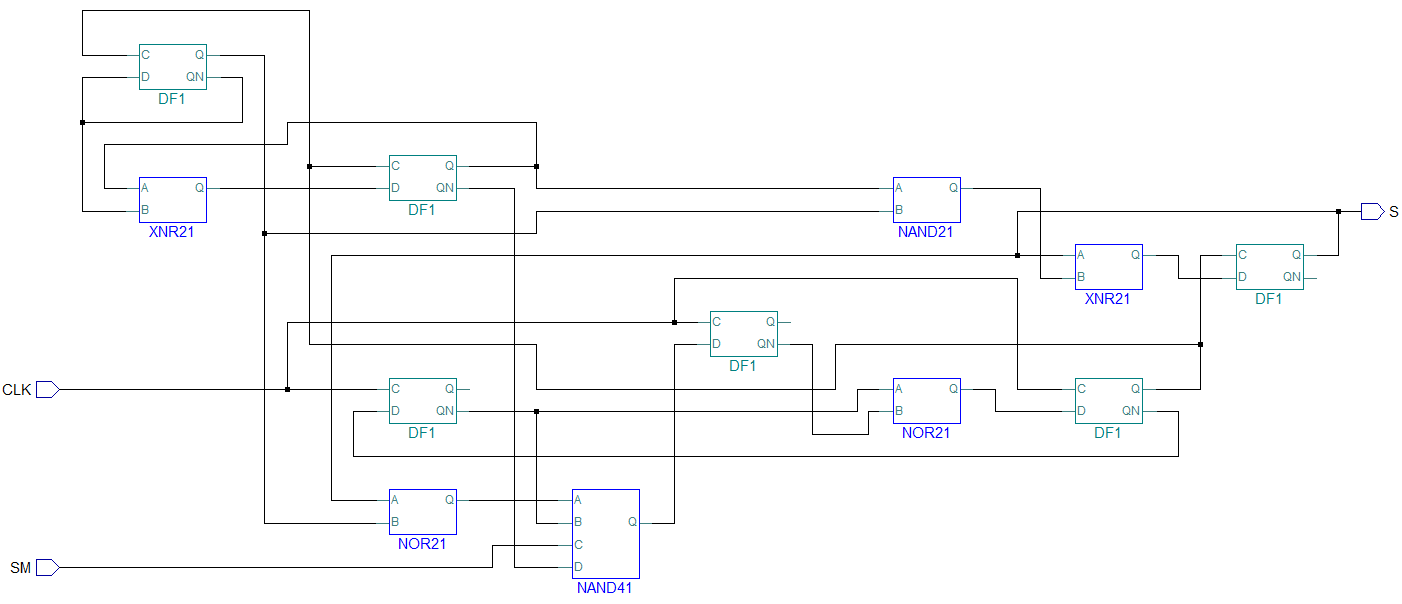 C Q
D QN
DF1
C Q
D QN
DF1
A Q
B
XNR21
A Q
B
NAND21
S
A Q
B
XNR21
C Q
D QN
DF1
C Q
D QN
DF1
CLK
C Q
D QN
DF1
A Q
B
NOR21
C Q
D QN
DF1
A Q
B
NOR21
A
B Q
C
D
NAND41
SM